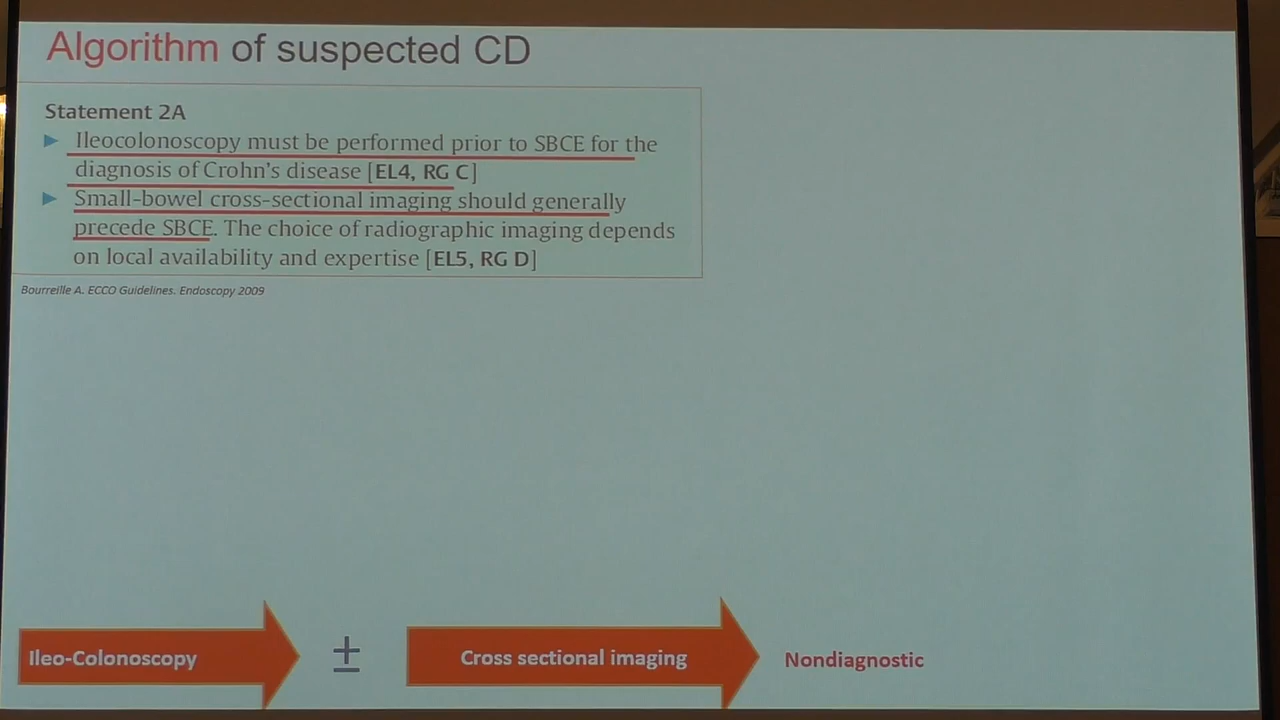 Algorithm of suspected CD
Statement 2A
► Ileocolonoscopy must be performed prior to SBCE for the
diagnosis of Crohn's disease [EL4, RG C]
► Small-bowel cross-sectional imaging should generally
precede SBCE. The choice of radiographic imaging depends
on local availability and expertise [EL5, RG D]
Bourreille A. ECCO Guidelines. Endoscopy 2009
Ileo-Colonoscopy ± Cross sectional imaging Nondiagnostic